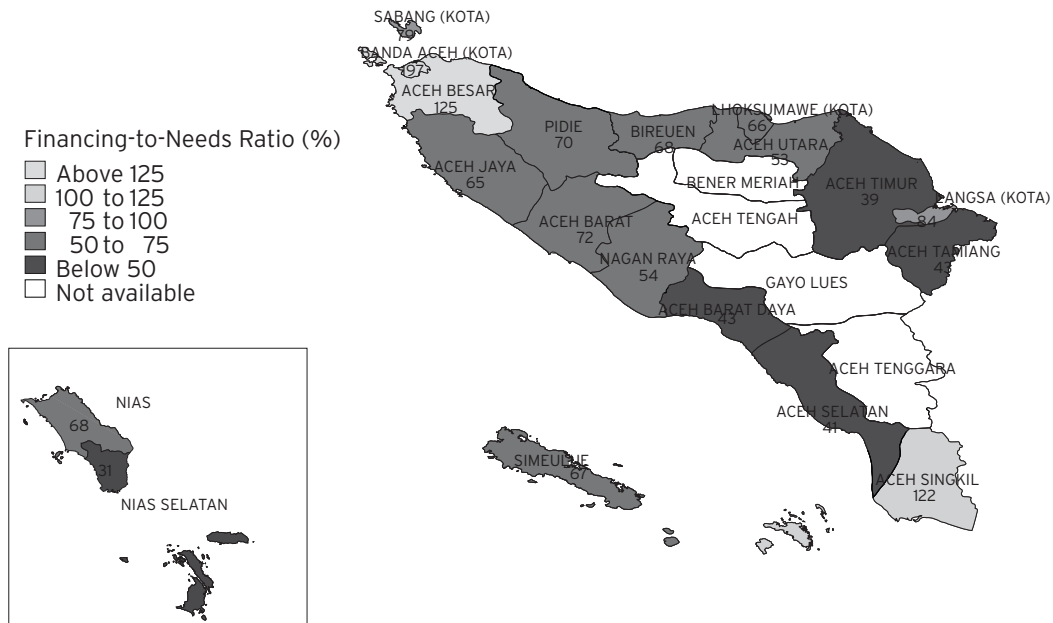 SABANG (KOTA)
79
BANDA ACEH (KOTA)
197
ACEH BESAR
125
Financing-to-Needs Ratio (%)
Above 125
100 to 125
75 to 100
50 to 75
Below 50
Not available
PIDIE
70
BIREUEN
68
LHOKSUMAWE (KOTA)
66
ACEH UTARA
53
ACEH JAYA
65
BENER MERIAH
ACEH TIMUR
39
LANGSA (KOTA)
84
ACEH BARAT
72
ACEH TENGAH
ACEH TAMIANG
43
NAGAN RAYA
54
GAYO LUES
ACEH BARAT DAYA
43
ACEH TENGGARA
ACEH SELATAN
41
SIMEULUE
67
ACEH SINGKIL
122
NIAS
68
31
NIAS SELATAN